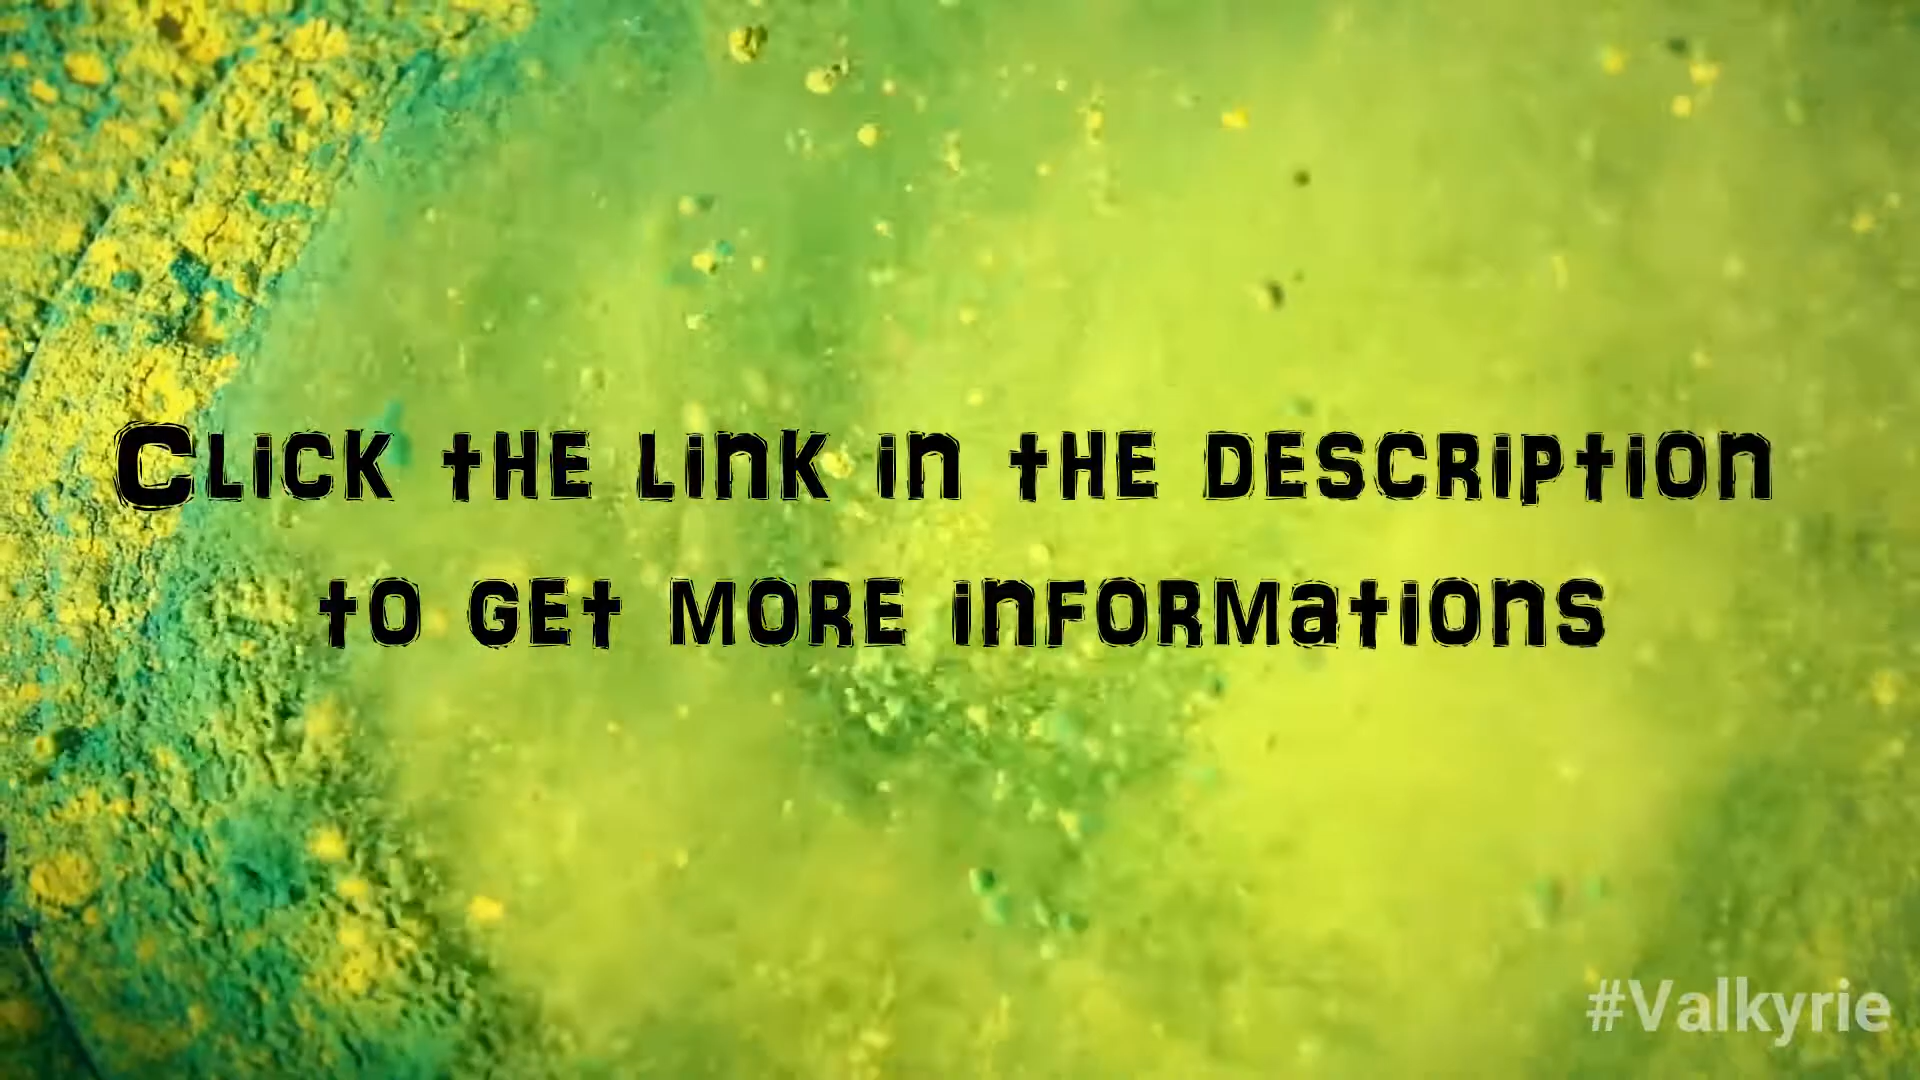 Click the link in the description
to get more informations
#Valkyrie